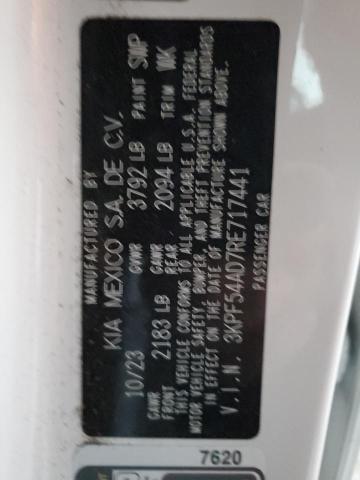 MANUFACTURED BY
KIA MEXICO S.A. DE C.V.
10/23 GVWR 3792 LB PAINT SWP
GAWR FRONT 2183 LB GAWR REAR 2094 LB TRIM WK
THIS VEHICLE CONFORMS TO ALL APPLICABLE U.S.A. FEDERAL
MOTOR VEHICLE SAFETY, BUMPER, AND THEFT PREVENTION STANDARDS
IN EFFECT ON THE DATE OF MANUFACTURE SHOWN ABOVE.
V.I.N. 3KPF54AD7RE717441
PASSENGER CAR
7620